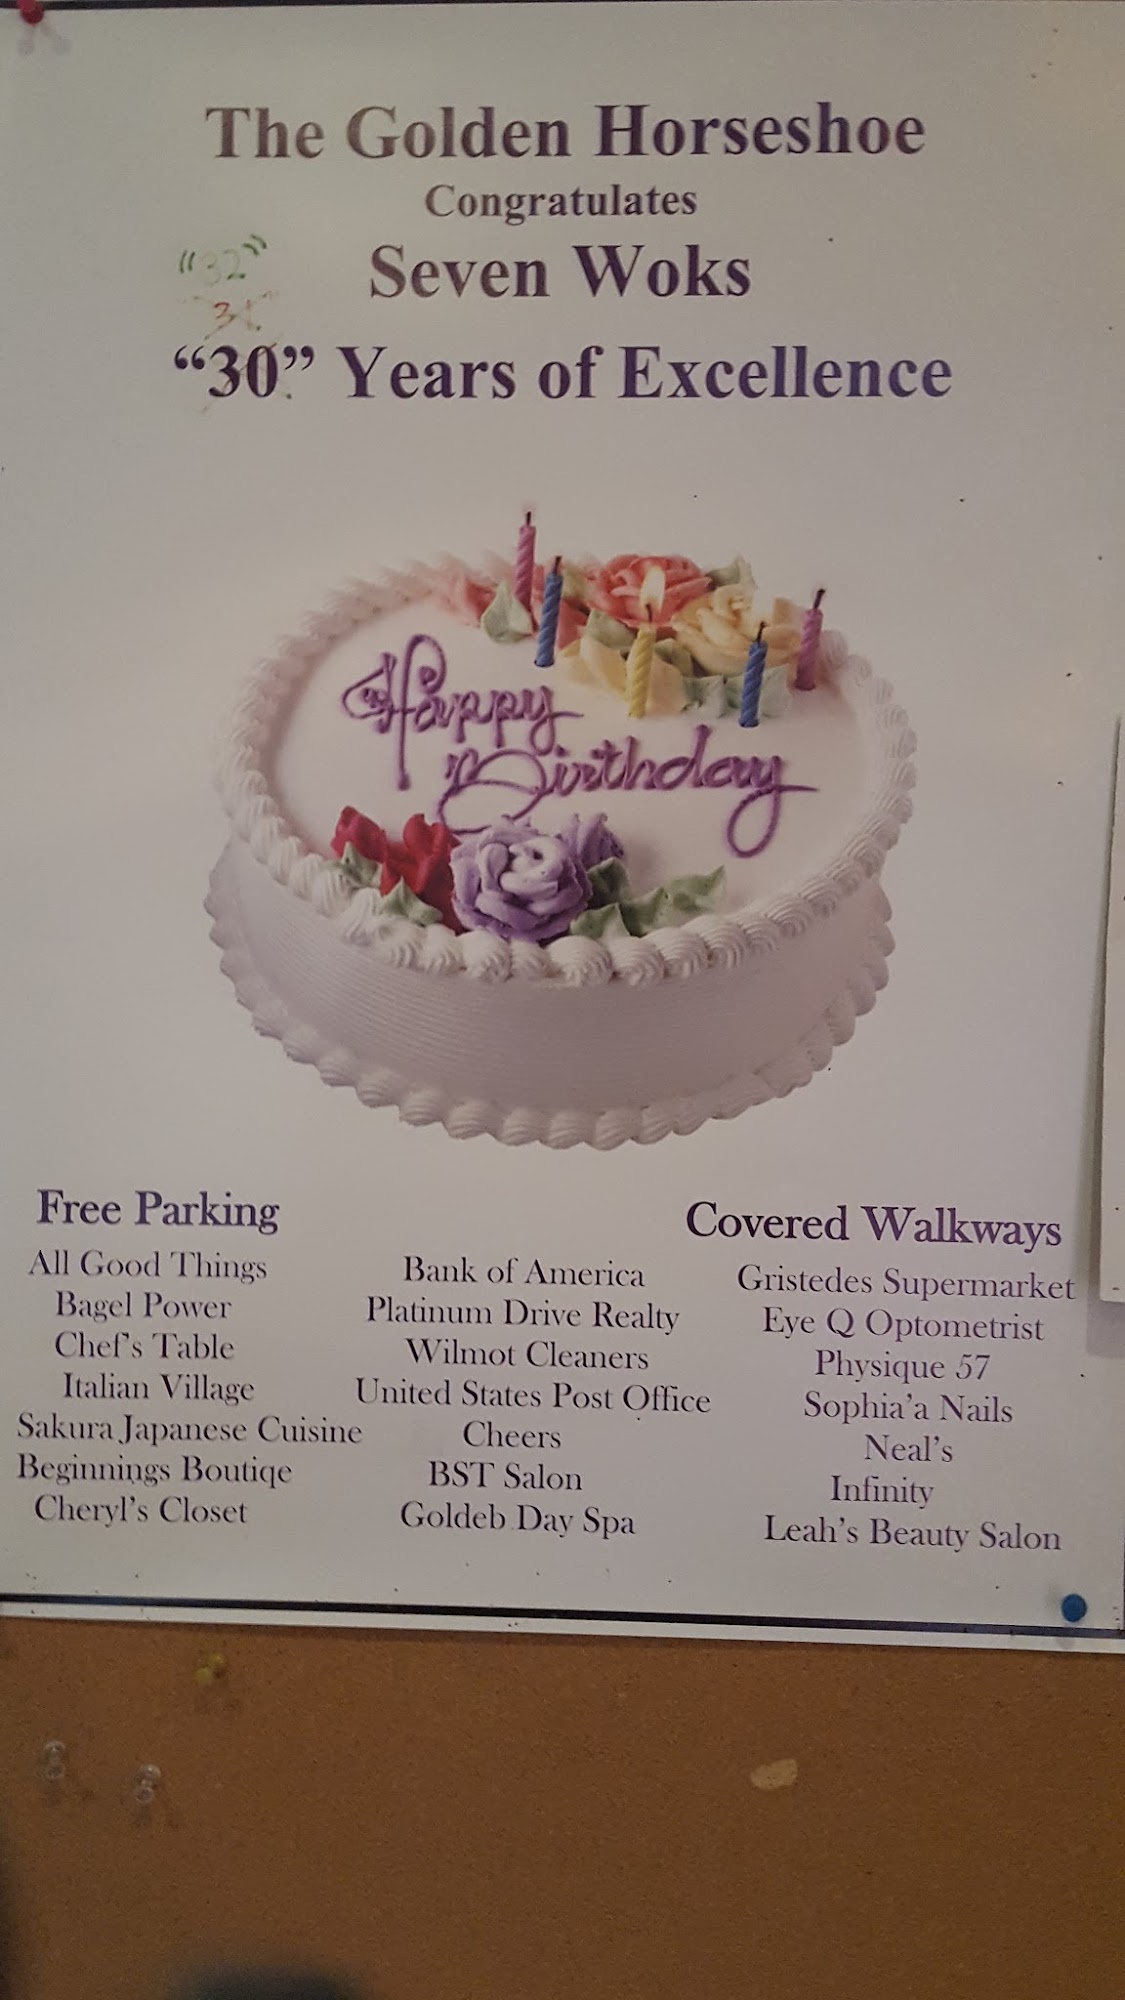 The Golden Horseshoe
Congratulates
Seven Woks
"32"
"30" Years of Excellence
Happy
Birthday
Free Parking
All Good Things
Bagel Power
Chef's Table
Italian Village
Sakura Japanese Cuisine
Beginnings Boutiqe
Cheryl's Closet
Bank of America
Platinum Drive Realty
Wilmot Cleaners
United States Post Office
Cheers
BST Salon
Goldeb Day Spa
Covered Walkways
Gristedes Supermarket
Eye Q Optometrist
Physique 57
Sophia'a Nails
Neal's
Infinity
Leah's Beauty Salon